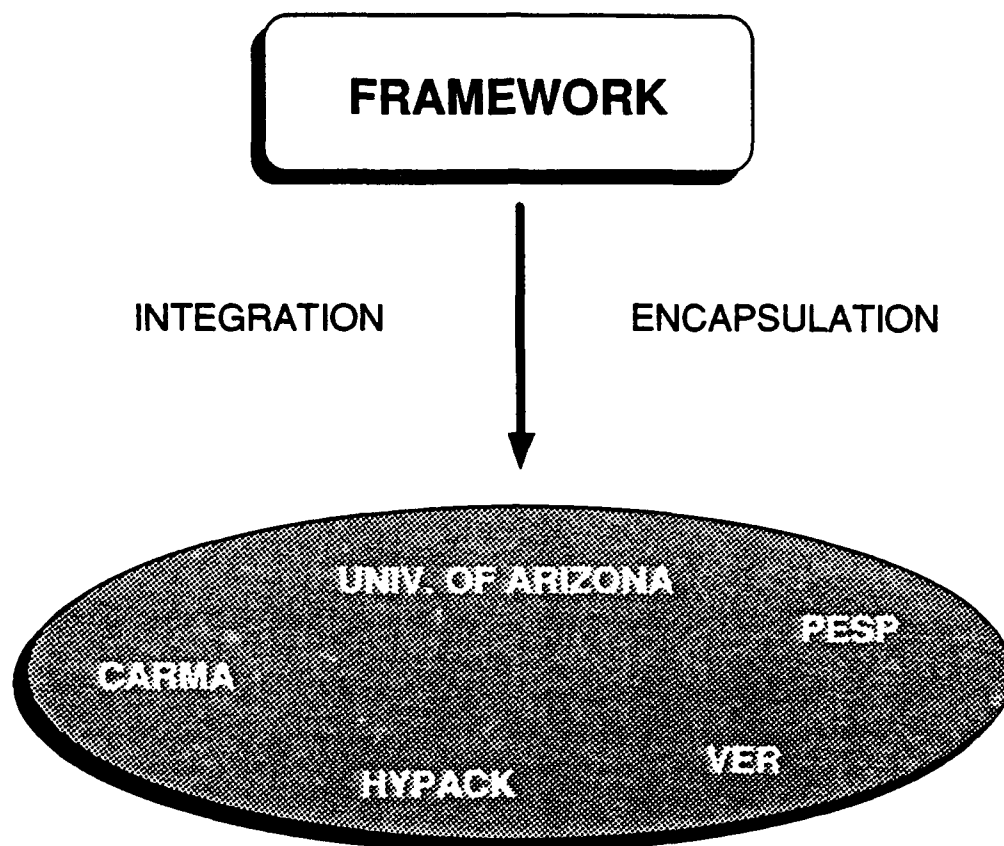 FRAMEWORK
INTEGRATION
ENCAPSULATION
UNIV. OF ARIZONA
PESP
CARMA
VER
HYPACK